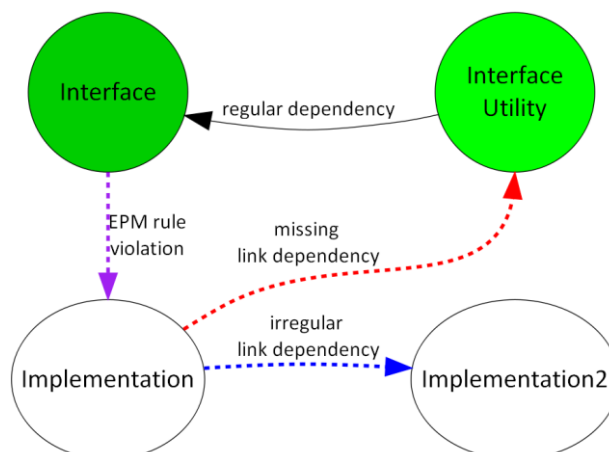 Interface
Interface
Utility
regular dependency
EPM rule
violation
missing
link dependency
irregular
link dependency
Implementation
Implementation2